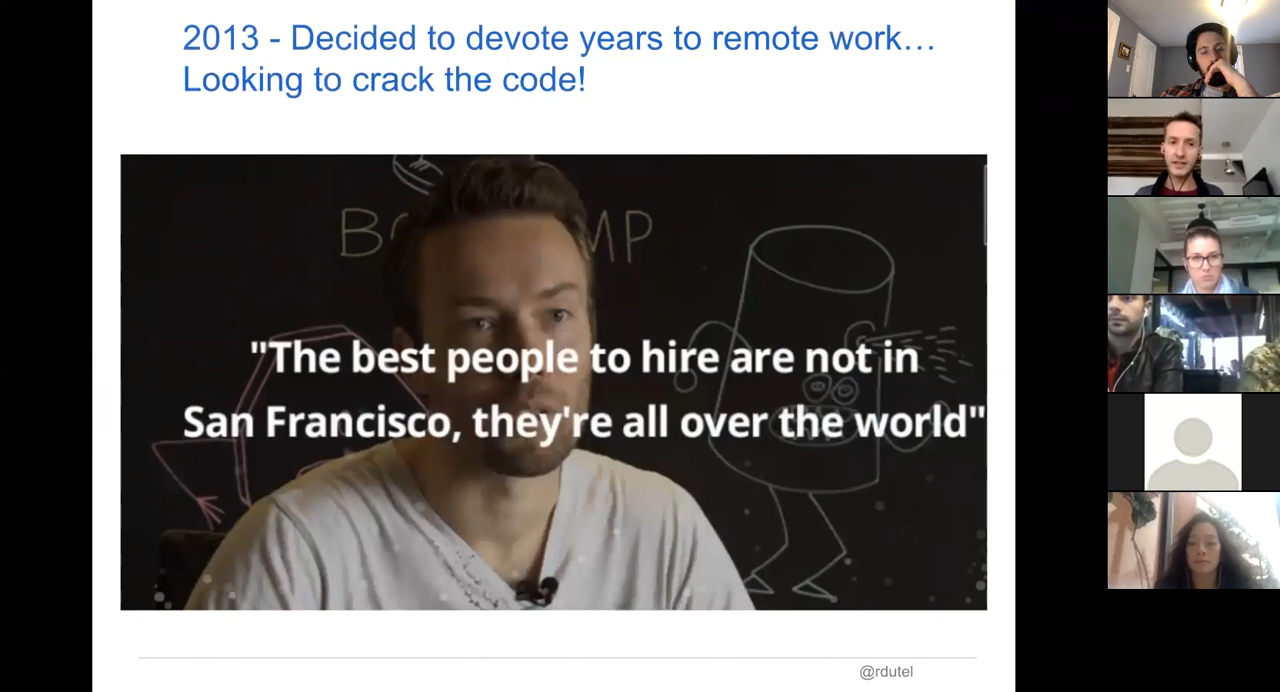 2013 - Decided to devote years to remote work…
Looking to crack the code!
"The best people to hire are not in
San Francisco, they're all over the world"
@rdutel